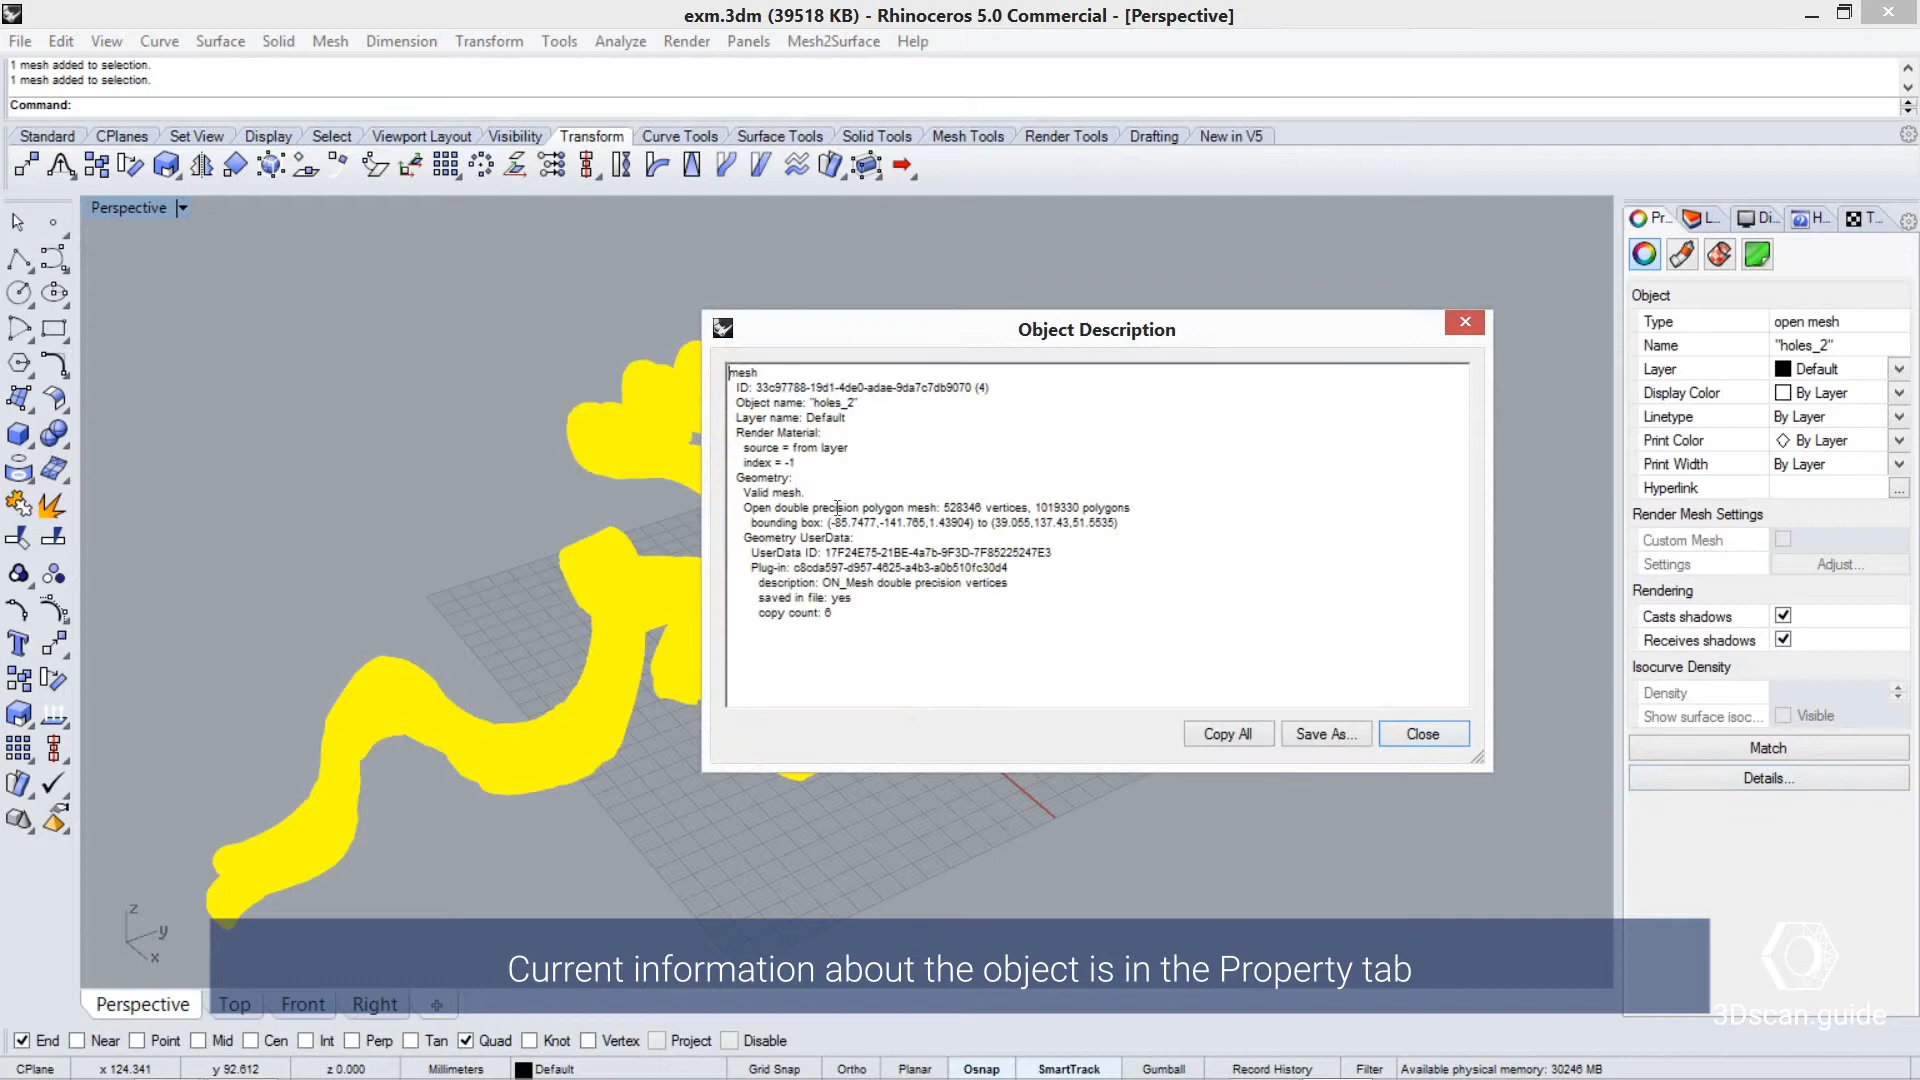 exm.3dm (39518 KB) - Rhinoceros 5.0 Commercial - [Perspective]
File Edit View Curve Surface Solid Mesh Dimension Transform Tools Analyze Render Panels Mesh2Surface Help
1 mesh added to selection.
1 mesh added to selection.
Command:
Standard CPlanes Set View Display Select Viewport Layout Visibility Transform Curve Tools Surface Tools Solid Tools Mesh Tools Render Tools Drafting New in V5
Perspective
Pr... L... Di... H... T...
Object
Type open mesh
Name "holes_2"
Layer Default
Display Color By Layer
Linetype By Layer
Print Color By Layer
Print Width By Layer
Hyperlink ...
Render Mesh Settings
Custom Mesh
Settings Adjust...
Rendering
Casts shadows
Receives shadows
Isocurve Density
Density
Show surface isoc... Visible
Match
Details...
Object Description
mesh
ID: 33c97788-19d1-4de0-adae-9da7c7db9070 (4)
Object name: "holes_2"
Layer name: Default
Render Material:
source = from layer
index = -1
Geometry:
Valid mesh.
Open double precision polygon mesh: 528346 vertices, 1019330 polygons
bounding box: (-85.7477,-141.765,1.43904) to (39.055,137.43,51.5535)
Geometry UserData:
UserData ID: 17F24E75-21BE-4a7b-9F3D-7F85225247E3
Plug-in: c8cda597-d957-4625-a4b3-a0b510fc30d4
description: ON_Mesh double precision vertices
saved in file: yes
copy count: 6
Copy All Save As... Close
z
y
x
Current information about the object is in the Property tab
3Dscan.guide
Perspective Top Front Right
End Near Point Mid Cen Int Perp Tan Quad Knot Vertex Project Disable
CPlane x 124.341 y 92.612 z 0.000 Millimeters Default Grid Snap Ortho Planar Osnap SmartTrack Gumball Record History Filter Available physical memory: 30246 MB